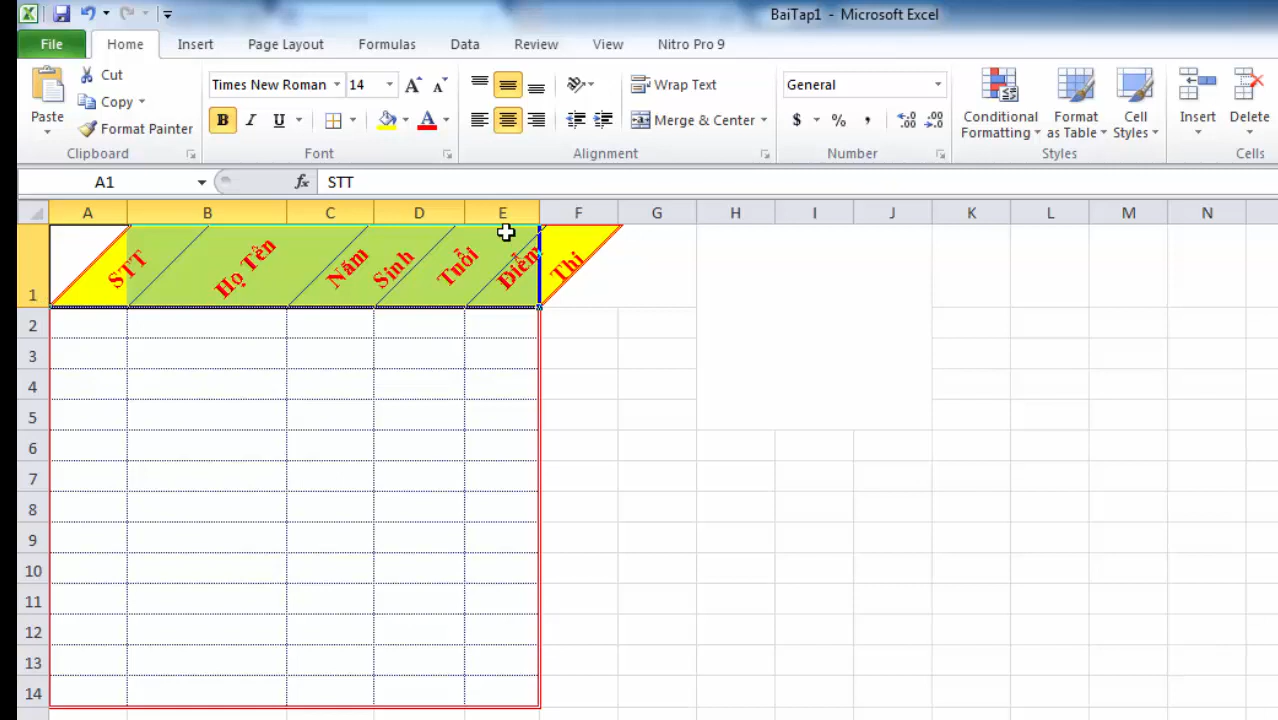 BaiTap1 - Microsoft Excel
File Home Insert Page Layout Formulas Data Review View Nitro Pro 9
Paste
Cut
Copy
Format Painter
Clipboard
Times New Roman 14
B I U A
Font
Wrap Text
Merge & Center
Alignment
General
$ % ,
Number
Conditional Formatting
Format as Table
Cell Styles
Styles
Insert
Delete
Cells
A1 fx STT
A B C D E F G H I J K L M N
1 STT Họ Tên Năm Sinh Tuổi Điểm Thi
2
3
4
5
6
7
8
9
10
11
12
13
14